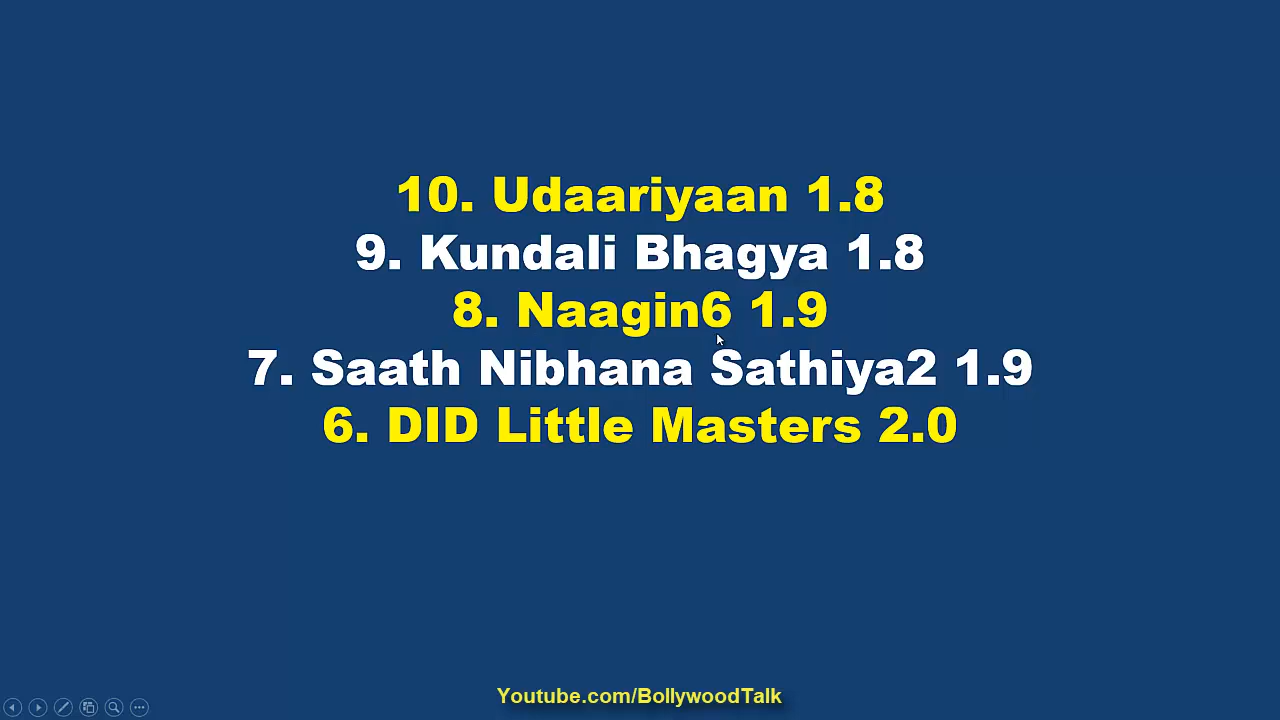 10. Udaariyaan 1.8
9. Kundali Bhagya 1.8
8. Naagin6 1.9
7. Saath Nibhana Sathiya2 1.9
6. DID Little Masters 2.0
Youtube.com/BollywoodTalk